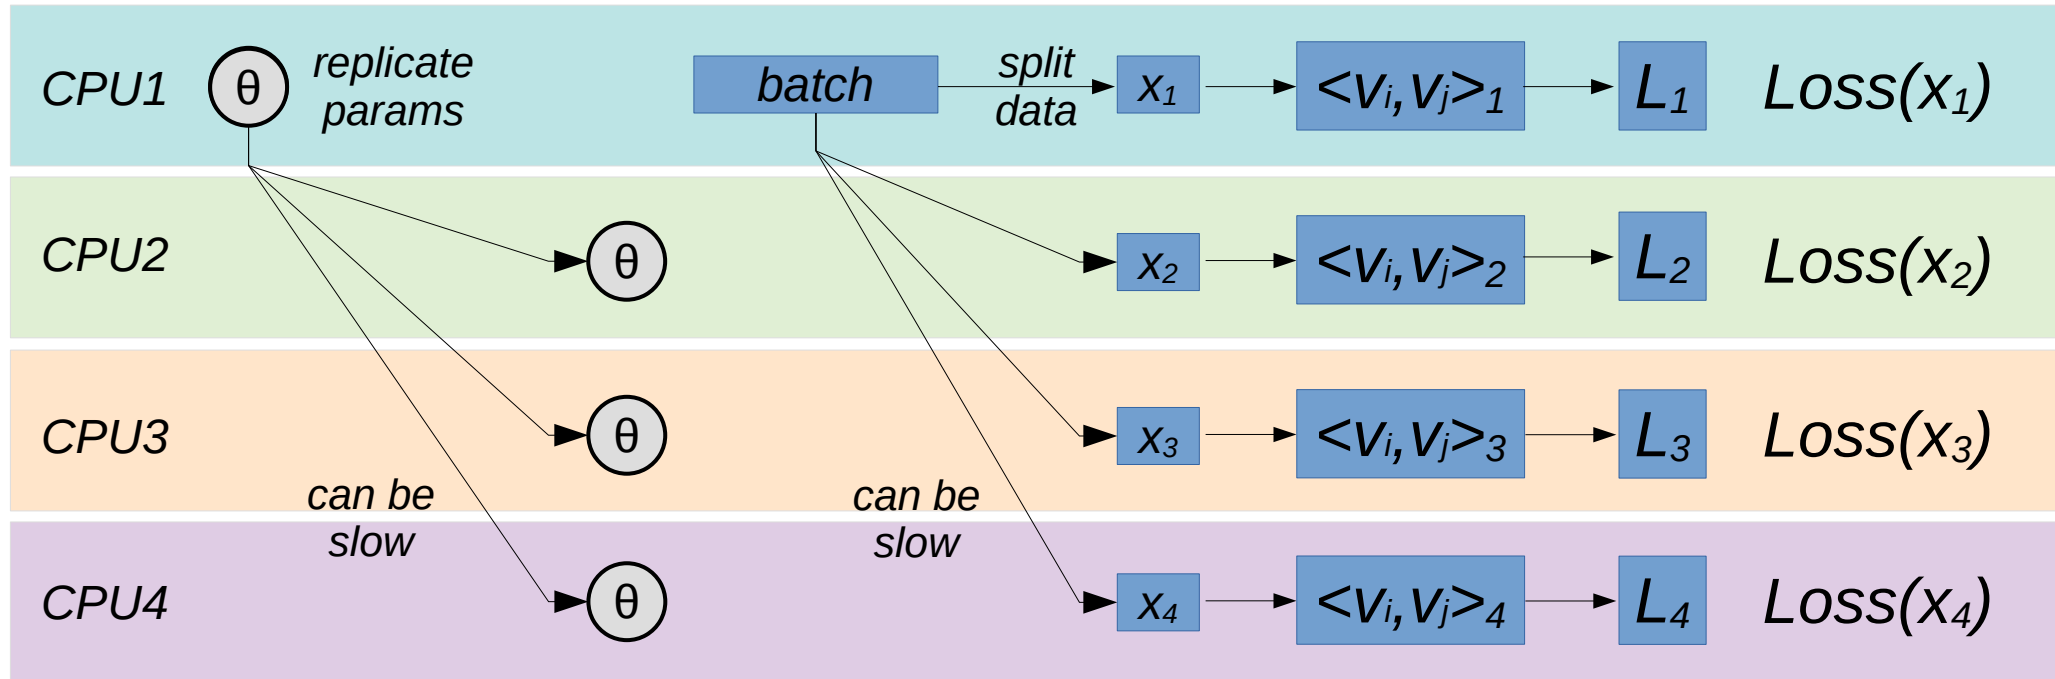 CPU1 θ replicate params batch split data x₁ <vᵢ,vⱼ>₁ L₁ Loss(x₁)
CPU2 θ x₂ <vᵢ,vⱼ>₂ L₂ Loss(x₂)
CPU3 θ x₃ <vᵢ,vⱼ>₃ L₃ Loss(x₃)
can be slow can be slow
CPU4 θ x₄ <vᵢ,vⱼ>₄ L₄ Loss(x₄)